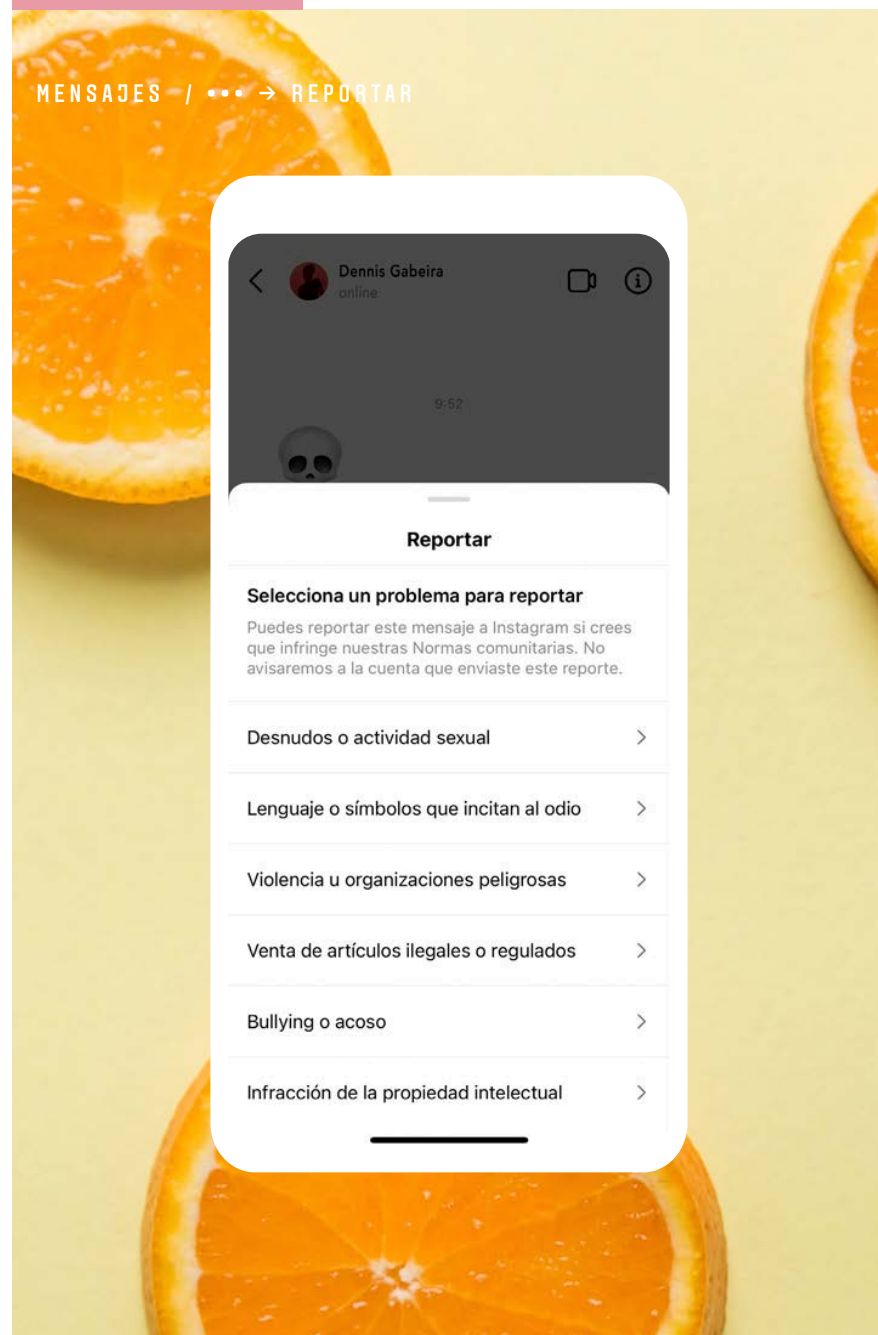 MENSAJES / ••• → REPORTAR
Dennis Gabeira
online
9:52
Reportar
Selecciona un problema para reportar
Puedes reportar este mensaje a Instagram si crees
que infringe nuestras Normas comunitarias. No
avisaremos a la cuenta que enviaste este reporte.
Desnudos o actividad sexual
Lenguaje o símbolos que incitan al odio
Violencia u organizaciones peligrosas
Venta de artículos ilegales o regulados
Bullying o acoso
Infracción de la propiedad intelectual